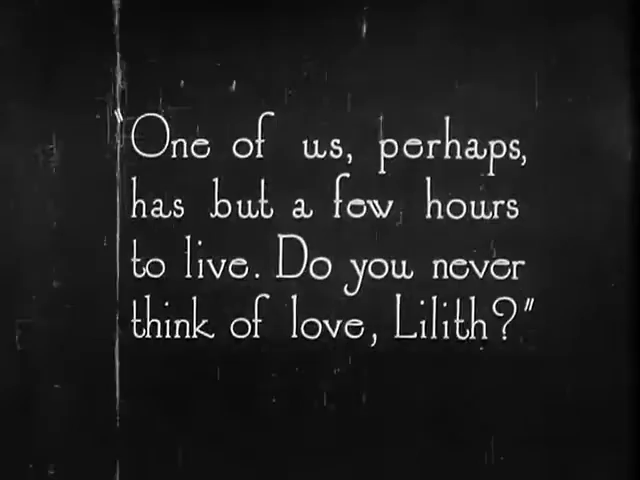 "One of us, perhaps,
has but a few hours
to live. Do you never
think of love, Lilith?"